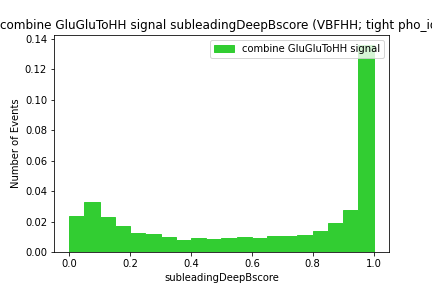 combine GluGluToHH signal subleadingDeepBscore (VBFHH; tight pho_id
combine GluGluToHH signal
0.14
0.12
0.10
0.08
0.06
0.04
0.02
0.00
Number of Events
0.0 0.2 0.4 0.6 0.8 1.0
subleadingDeepBscore